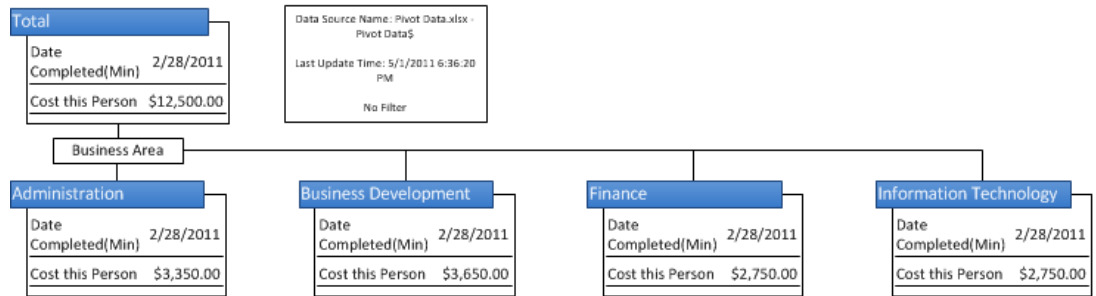 Total
Date
Completed(Min) 2/28/2011
Cost this Person $12,500.00
Data Source Name: Pivot Data.xlsx -
Pivot Data$
Last Update Time: 5/1/2011 6:36:20
PM
No Filter
Business Area
Administration
Date
Completed(Min) 2/28/2011
Cost this Person $3,350.00
Business Development
Date
Completed(Min) 2/28/2011
Cost this Person $3,650.00
Finance
Date
Completed(Min) 2/28/2011
Cost this Person $2,750.00
Information Technology
Date
Completed(Min) 2/28/2011
Cost this Person $2,750.00